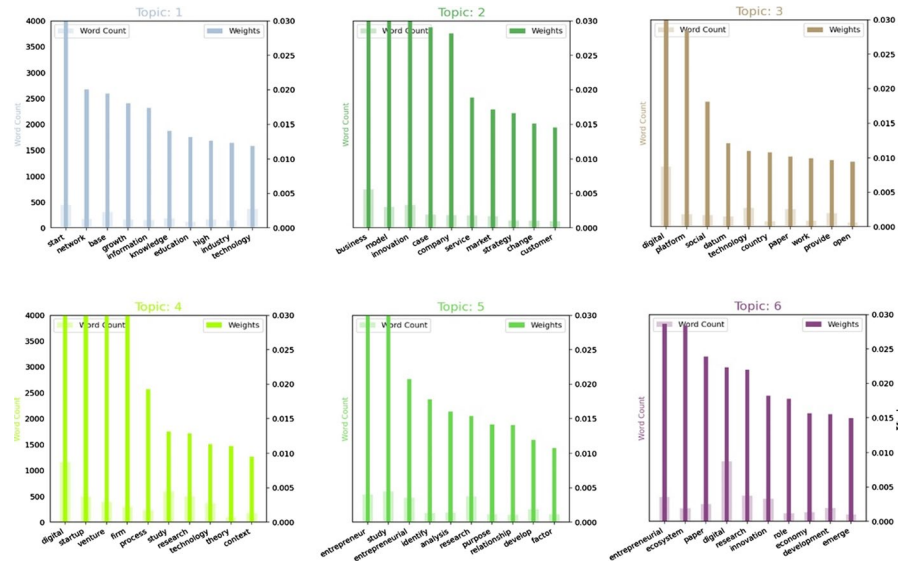 Topic: 1
Topic: 2
Topic: 3
Word Count
Weights
Word Count
Weights
Word Count
Weights
4000
3500
3000
2500
2000
1500
1000
500
0
Word Count
0.030
0.025
0.020
0.015
0.010
0.005
0.000
start
network
base
growth
information
knowledge
education
high
industry
technology
Word Count
0.030
0.025
0.020
0.015
0.010
0.005
0.000
business
model
innovation
case
company
service
market
strategy
change
customer
Word Count
0.030
0.025
0.020
0.015
0.010
0.005
0.000
digital
platform
social
datum
technology
country
paper
work
provide
open
Topic: 4
Topic: 5
Topic: 6
Word Count
Weights
Word Count
Weights
Word Count
Weights
4000
3500
3000
2500
2000
1500
1000
500
0
Word Count
0.030
0.025
0.020
0.015
0.010
0.005
0.000
digital
startup
venture
firm
process
study
research
technology
theory
context
Word Count
0.030
0.025
0.020
0.015
0.010
0.005
0.000
entrepreneur
study
entrepreneurial
identify
analysis
research
purpose
relationship
develop
factor
Word Count
0.030
0.025
0.020
0.015
0.010
0.005
0.000
entrepreneurial
ecosystem
paper
digital
research
innovation
role
economy
development
emerge